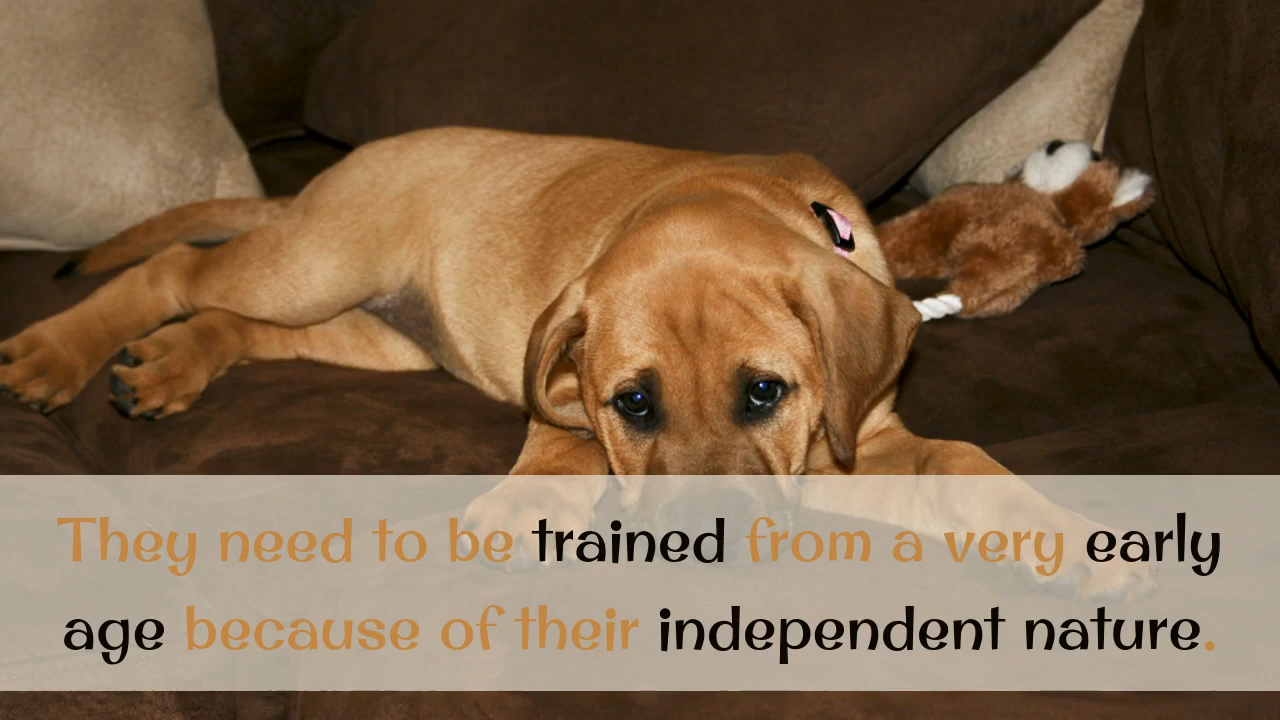 They need to be trained from a very early
age because of their independent nature.